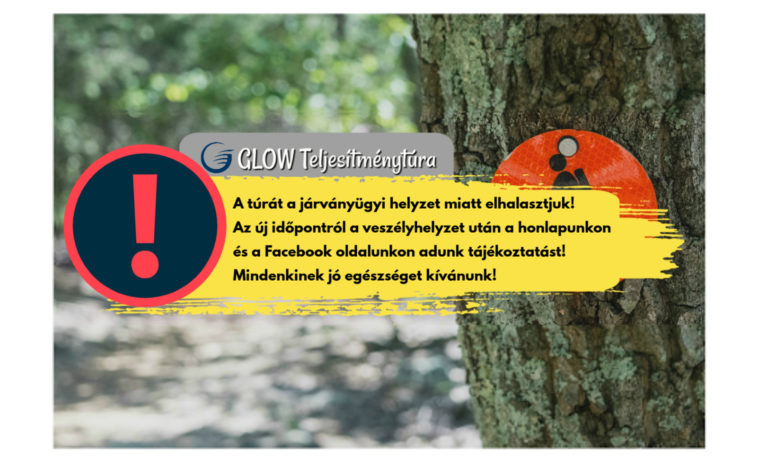 GLOW Teljesítménytúra
A túrát a járványügyi helyzet miatt elhalasztjuk!
Az új időpontról a veszélyhelyzet után a honlapunkon
és a Facebook oldalunkon adunk tájékoztatást!
Mindenkinek jó egészséget kívánunk!